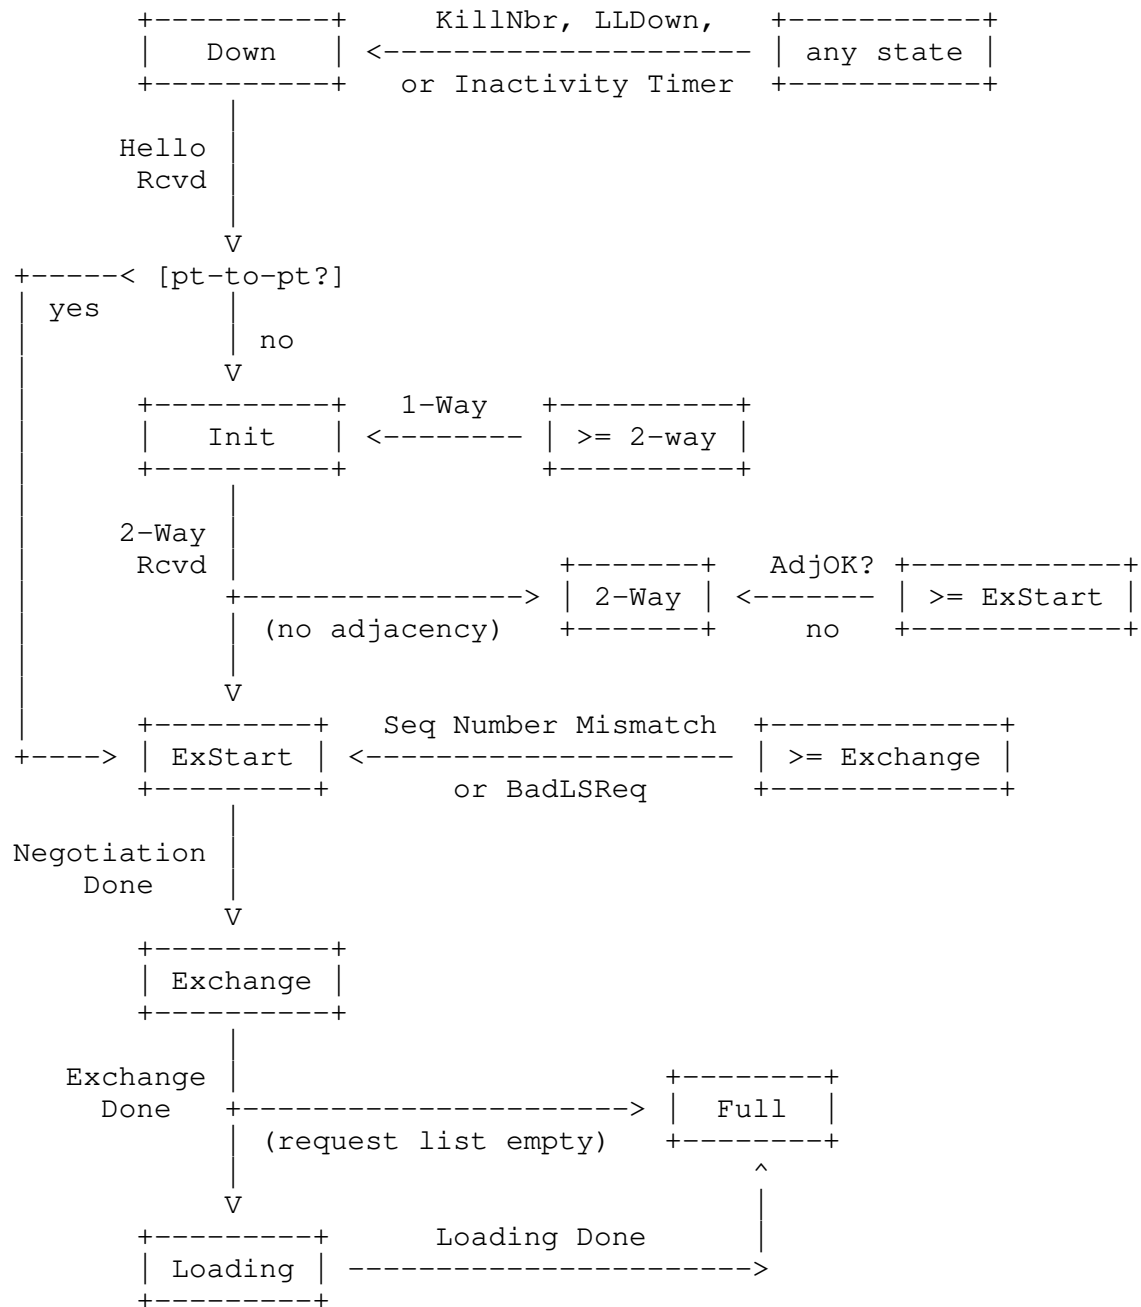 KillNbr, LLDown,
Down any state
or Inactivity Timer
Hello
Rcvd
[pt-to-pt?]
yes
no
1-Way
Init >= 2-way
2-Way
Rcvd AdjOK?
2-Way >= ExStart
(no adjacency) no
Seq Number Mismatch
ExStart >= Exchange
or BadLSReq
Negotiation
Done
Exchange
Exchange
Done Full
(request list empty)
Loading Done
Loading